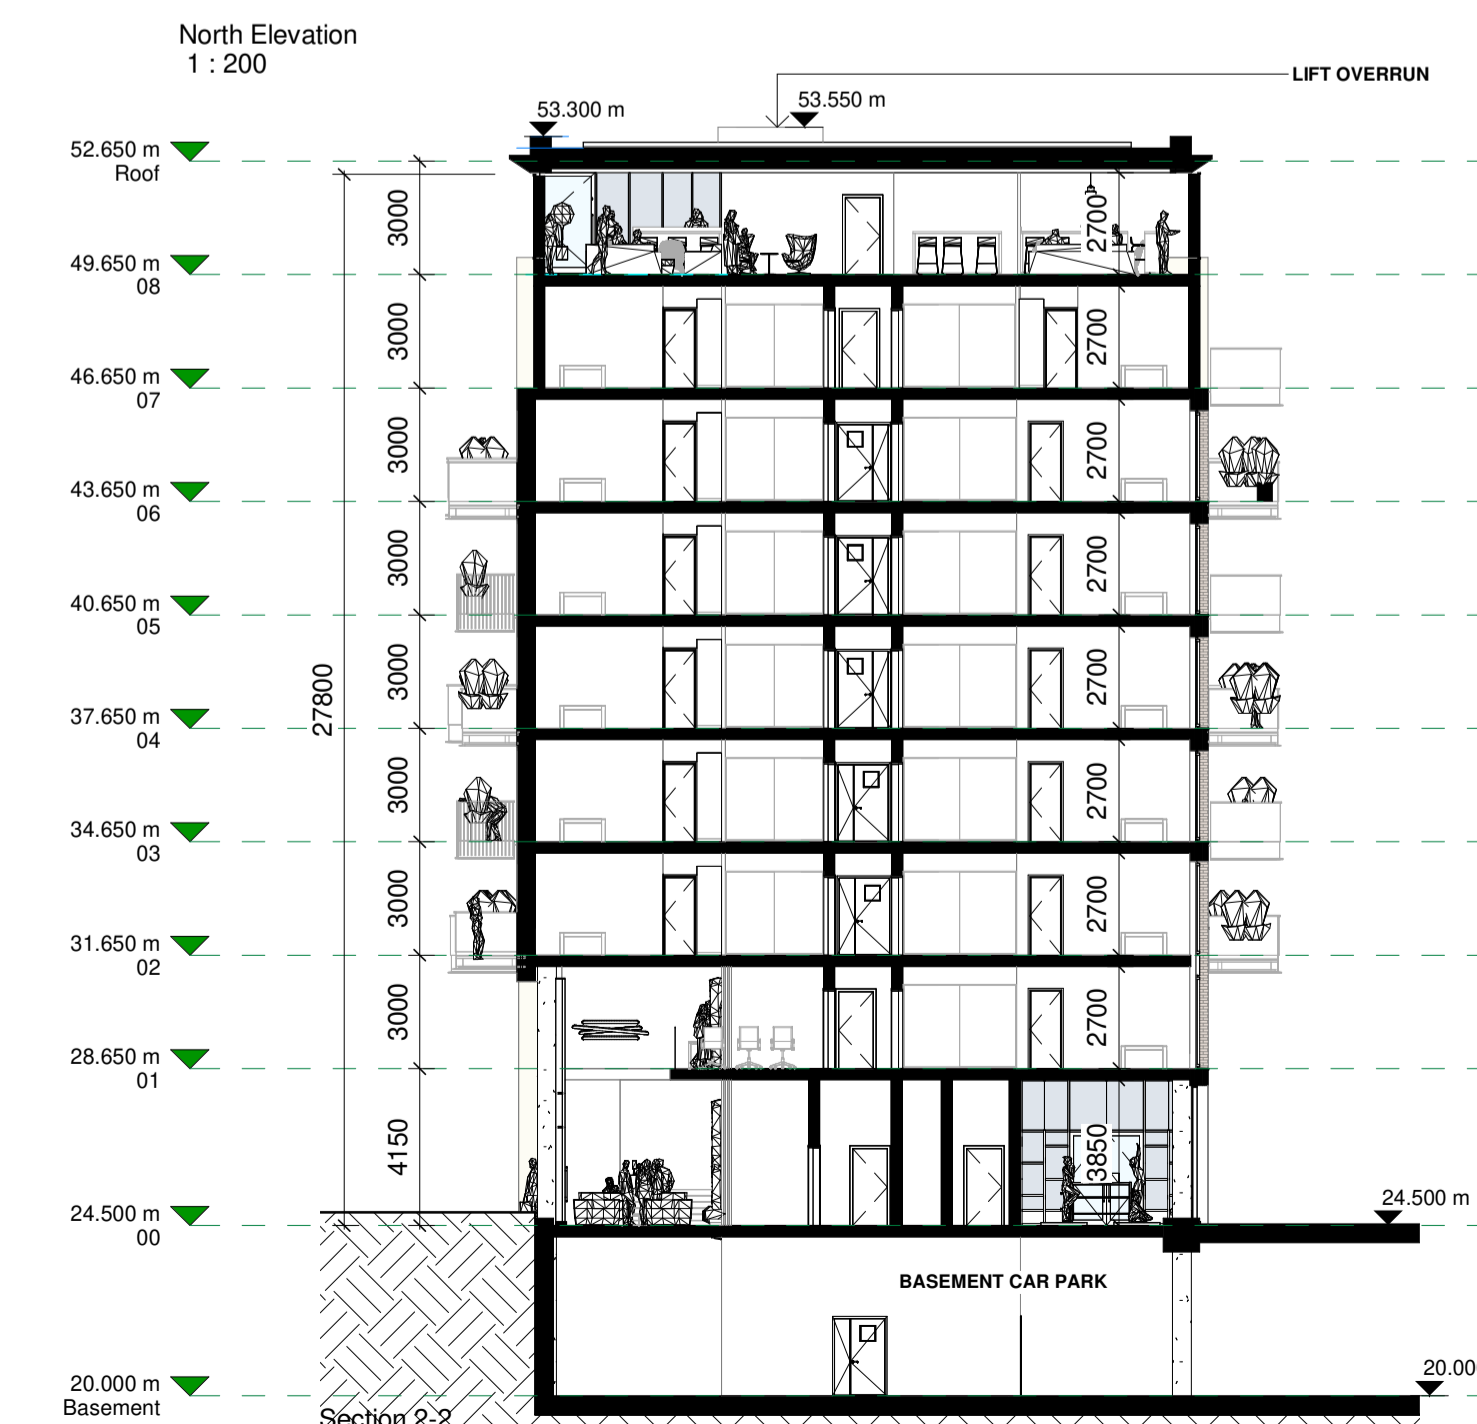 North Elevation
1 : 200
LIFT OVERRUN
53.300 m
53.550 m
52.650 m
Roof
3000
2700
49.650 m
08
3000
2700
46.650 m
07
3000
2700
43.650 m
06
3000
2700
40.650 m
05
3000
2700
27800
37.650 m
04
3000
2700
34.650 m
03
3000
2700
31.650 m
02
3000
2700
28.650 m
01
4150
3850
24.500 m
00
24.500 m
BASEMENT CAR PARK
20.000 m
Basement
20.00
Section 2-2